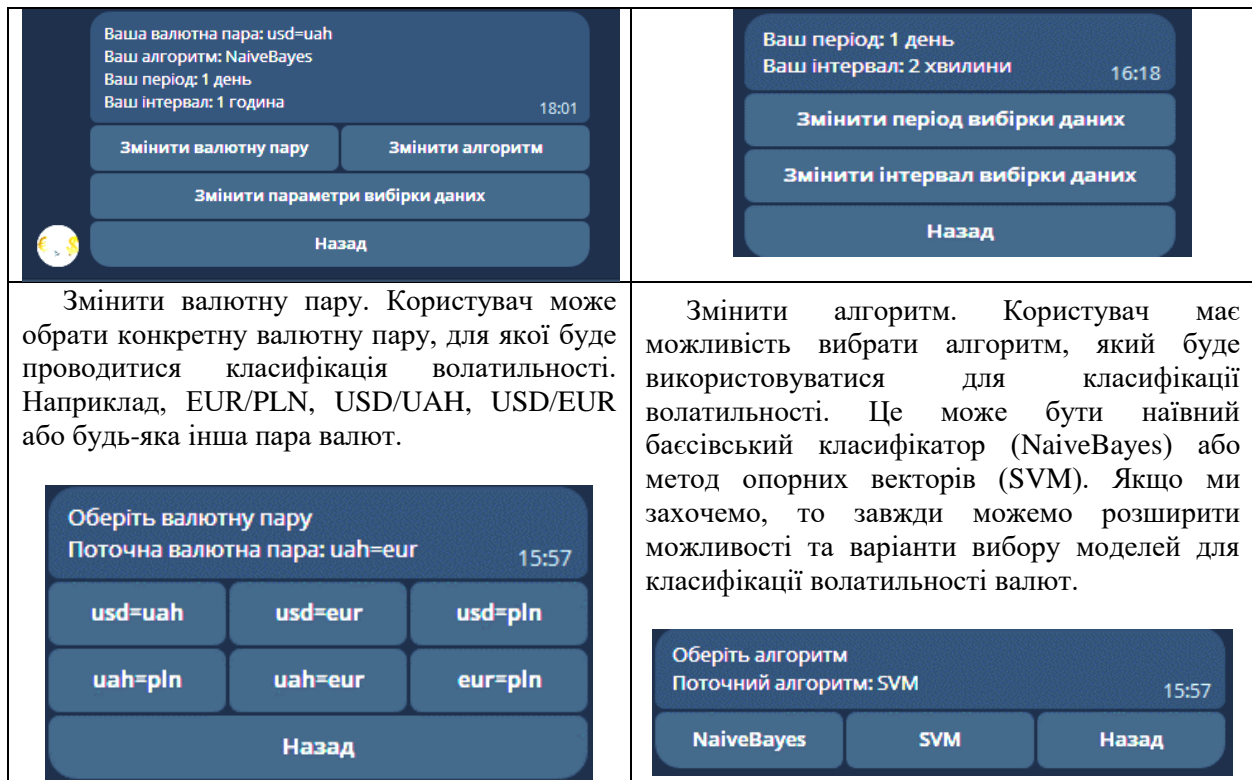 Ваша валютна пара: usd=uah
Ваш алгоритм: NaiveBayes
Ваш період: 1 день
Ваш інтервал: 1 година
18:01
Змінити валютну пару
Змінити алгоритм
Змінити параметри вибірки даних
Назад
Ваш період: 1 день
Ваш інтервал: 2 хвилини
16:18
Змінити період вибірки даних
Змінити інтервал вибірки даних
Назад
Змінити валютну пару. Користувач може
обрати конкретну валютну пару, для якої буде
проводитися класифікація волатильності.
Наприклад, EUR/PLN, USD/UAH, USD/EUR
або будь-яка інша пара валют.
Оберіть валютну пару
Поточна валютна пара: uah=eur
15:57
usd=uah
usd=eur
usd=pln
uah=pln
uah=eur
eur=pln
Назад
Змінити алгоритм. Користувач має
можливість вибрати алгоритм, який буде
використовуватися для класифікації
волатильності. Це може бути наївний
баєсівський класифікатор (NaiveBayes) або
метод опорних векторів (SVM). Якщо ми
захочемо, то завжди можемо розширити
можливості та варіанти вибору моделей для
класифікації волатильності валют.
Оберіть алгоритм
Поточний алгоритм: SVM
15:57
NaiveBayes
SVM
Назад